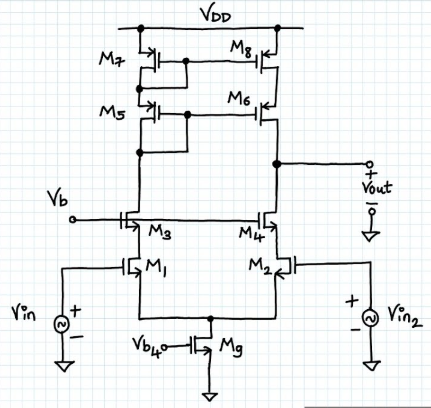 VDD
M7
M8
M5
M6
+
Vout
-
Vb
M3
M4
M1
M2
Vin
+
-
+
-
Vin2
Vb4
M9